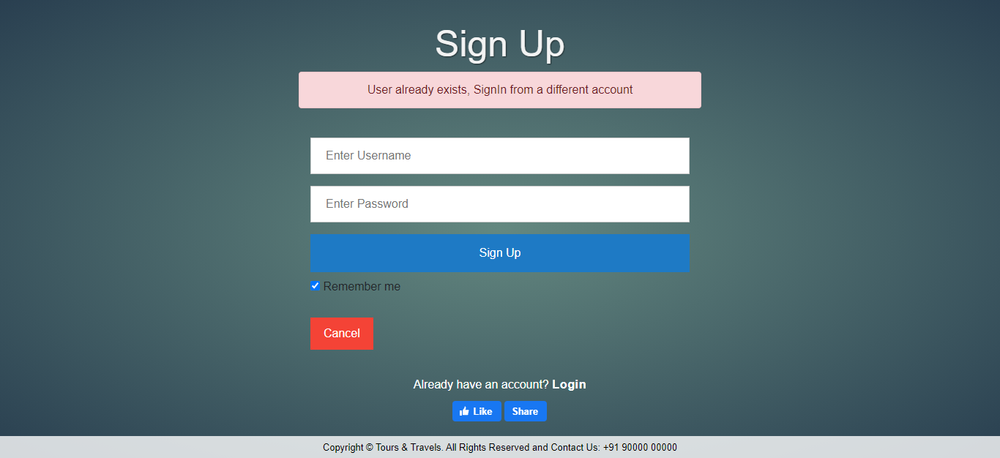 Sign Up
User already exists, SignIn from a different account
Enter Username
Enter Password
Sign Up
Remember me
Cancel
Already have an account? Login
Like Share
Copyright © Tours & Travels. All Rights Reserved and Contact Us: +91 90000 00000